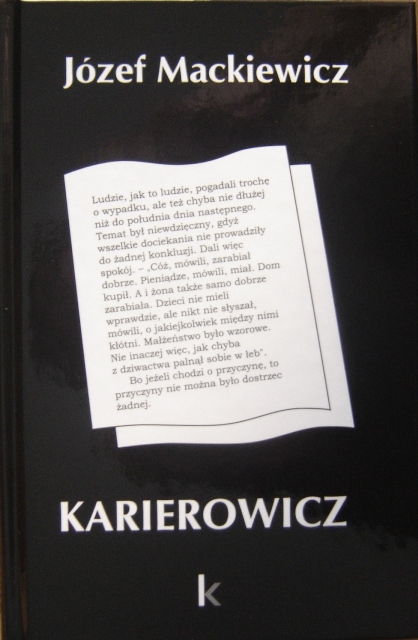 Józef Mackiewicz
Ludzie, jak to ludzie, pogadali trochę
o wypadku, ale też chyba nie dłużej
niż do południa dnia następnego.
Temat był niewdzięczny, gdyż
wszelkie dociekania nie prowadziły
do żadnej konkluzji. Dali więc
spokój. – „Cóż, mówili, zarabiał
dobrze. Pieniądze, mówili, miał. Dom
kupił. A i żona także samo dobrze
zarabiała. Dzieci nie mieli
wprawdzie, ale nikt nie słyszał,
mówili, o jakiejkolwiek między nimi
kłótni. Małżeństwo było wzorowe.
Nie inaczej więc, jak chyba
z dziwactwa palnął sobie w łeb".
Bo jeżeli chodzi o przyczynę, to
przyczyny nie można było dostrzec
żadnej.
KARIEROWICZ
k